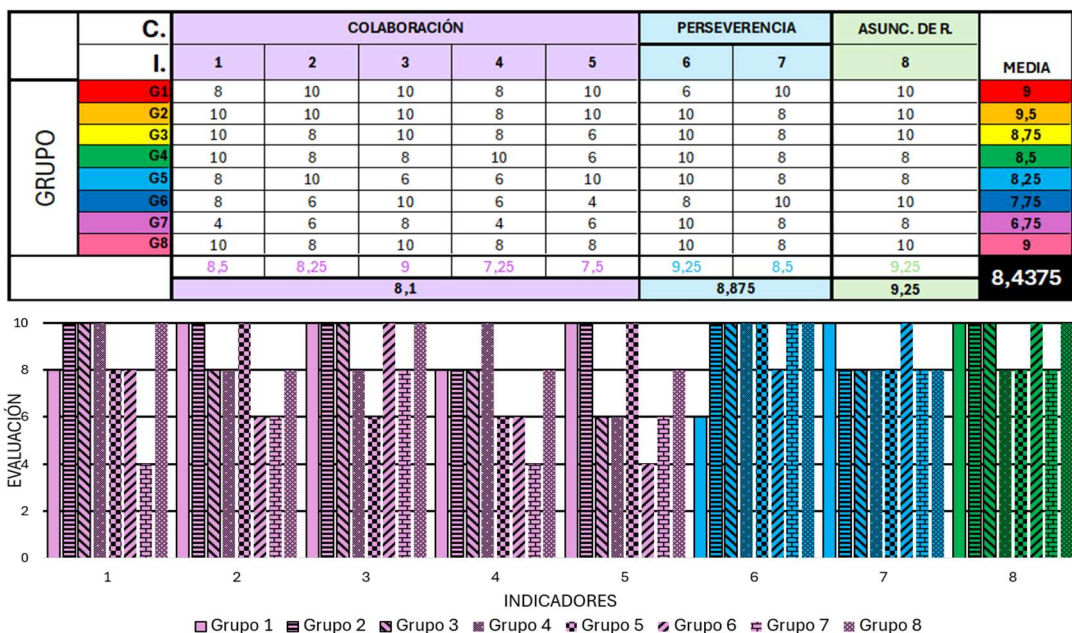 C. COLABORACIÓN PERSEVERENCIA ASUNC. DE R.
I. 1 2 3 4 5 6 7 8 MEDIA
GRUPO
G1 8 10 10 8 10 6 10 10 9
G2 10 10 10 8 10 10 8 10 9,5
G3 10 8 10 8 6 10 8 10 8,75
G4 10 8 8 10 6 10 8 8 8,5
G5 8 10 6 6 10 10 8 8 8,25
G6 8 6 10 6 4 8 10 10 7,75
G7 4 6 8 4 6 10 8 8 6,75
G8 10 8 10 8 8 10 8 10 9
8,5 8,25 9 7,25 7,5 9,25 8,5 9,25 8,4375
8,1 8,875 9,25
EVALUACIÓN
10
8
6
4
2
0
1 2 3 4 5 6 7 8
INDICADORES
Grupo 1 Grupo 2 Grupo 3 Grupo 4 Grupo 5 Grupo 6 Grupo 7 Grupo 8